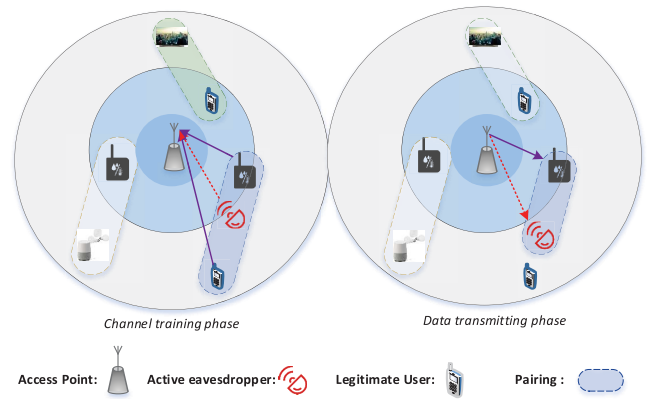 Channel training phase
Data transmitting phase
Access Point:
Active eavesdropper:
Legitimate User:
Pairing :